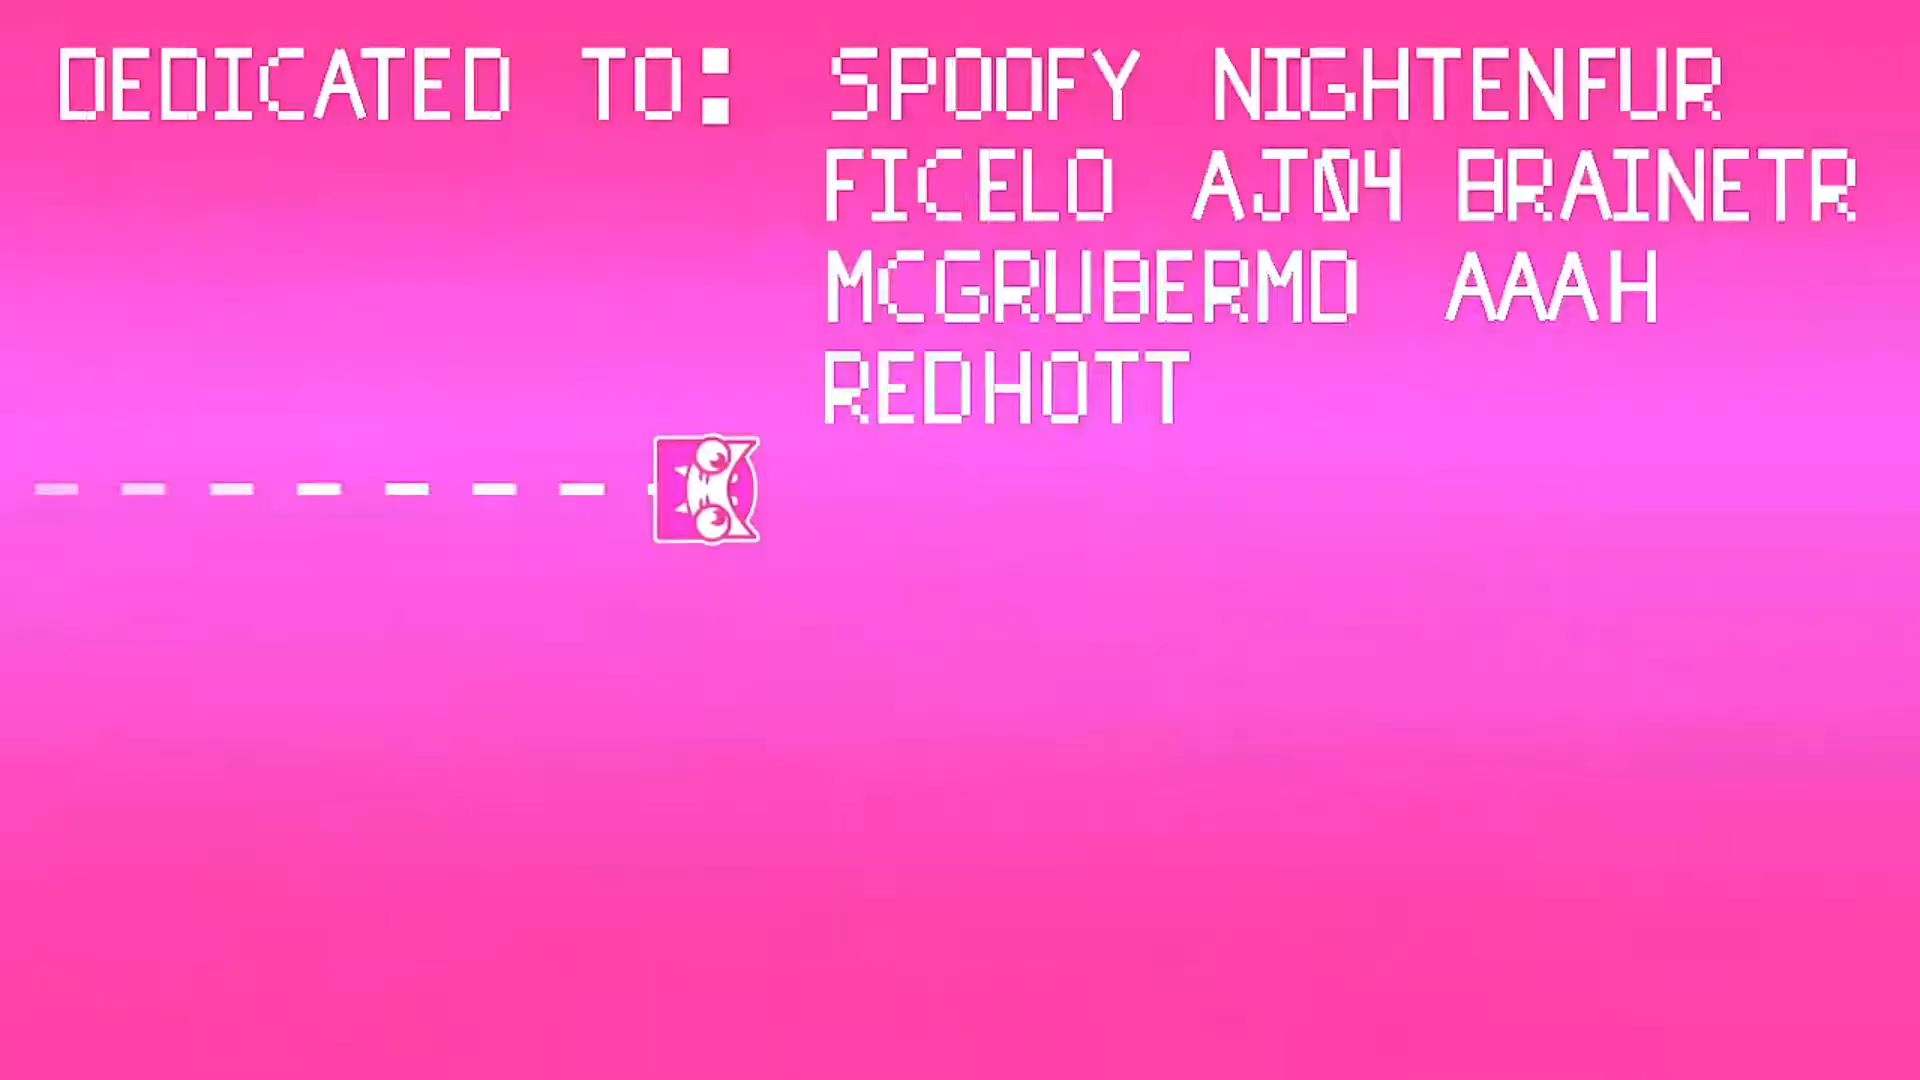 DEDICATED TO: SPOOFY NIGHTENFUR
FICELO AJ04 BRAINETR
MCGRUBERMD AAAH
REDHOTT